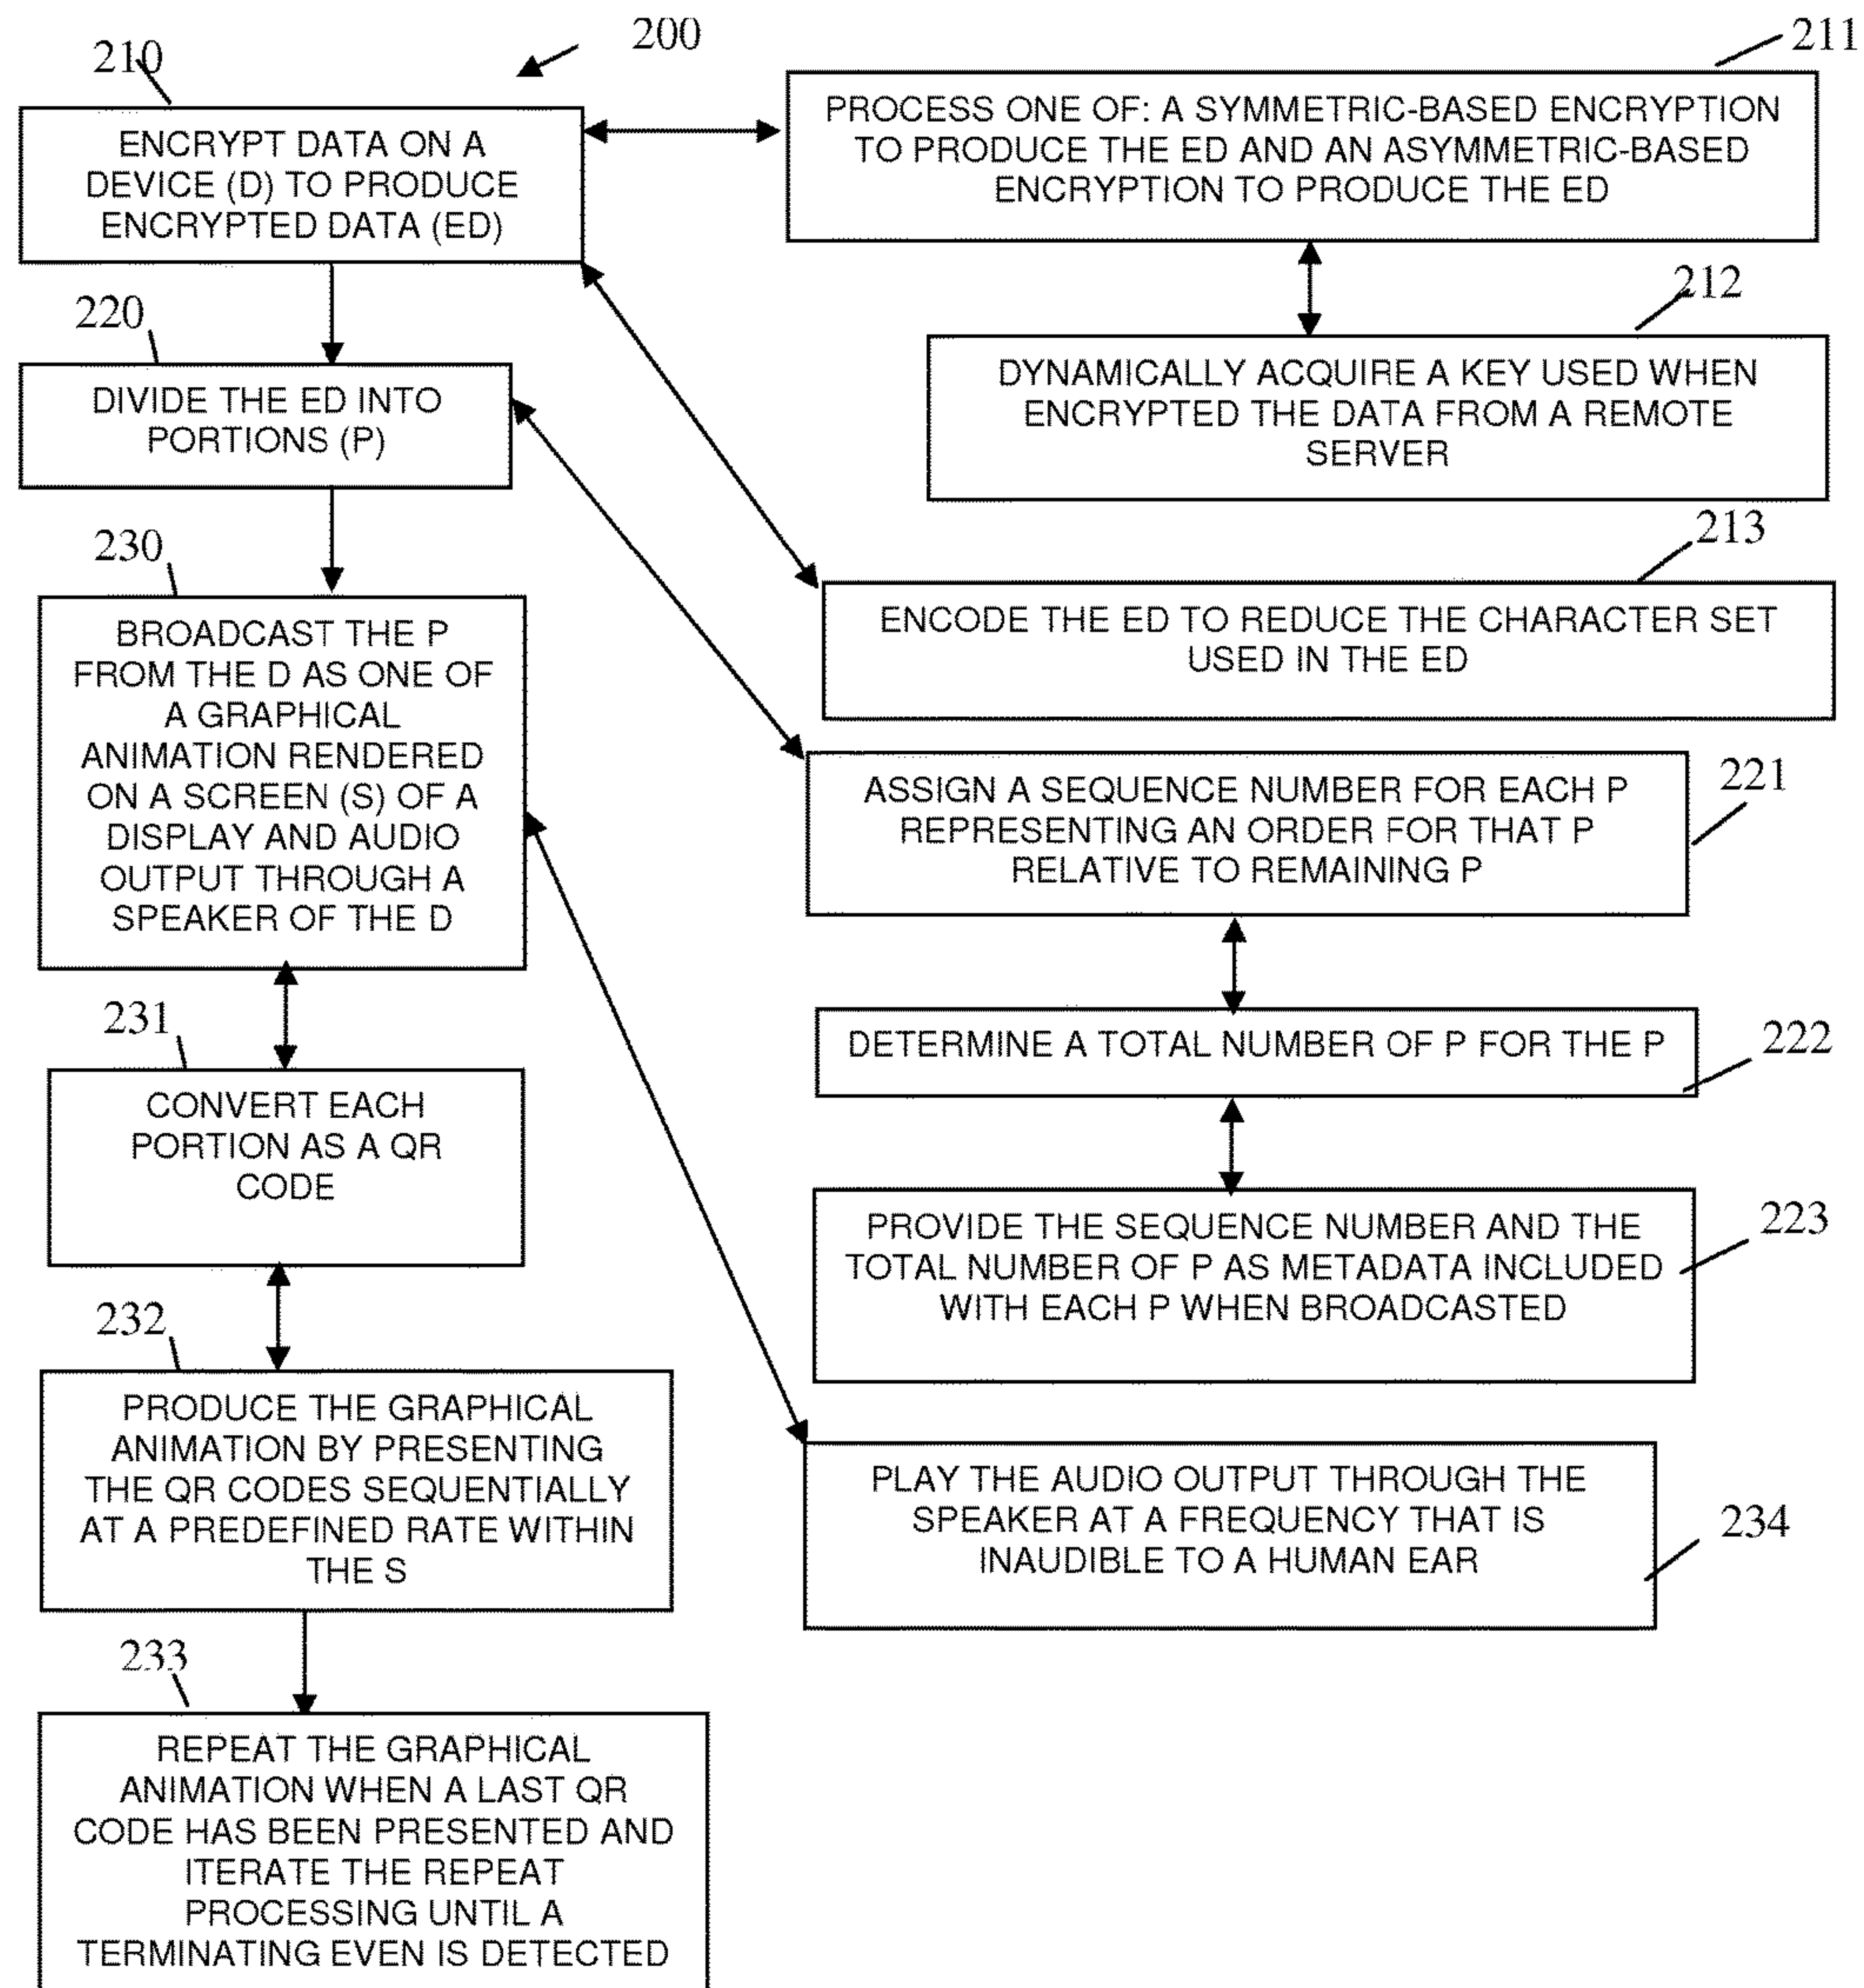 200
210
ENCRYPT DATA ON A
DEVICE (D) TO PRODUCE
ENCRYPTED DATA (ED)
211
PROCESS ONE OF: A SYMMETRIC-BASED ENCRYPTION
TO PRODUCE THE ED AND AN ASYMMETRIC-BASED
ENCRYPTION TO PRODUCE THE ED
212
DYNAMICALLY ACQUIRE A KEY USED WHEN
ENCRYPTED THE DATA FROM A REMOTE
SERVER
213
ENCODE THE ED TO REDUCE THE CHARACTER SET
USED IN THE ED
220
DIVIDE THE ED INTO
PORTIONS (P)
221
ASSIGN A SEQUENCE NUMBER FOR EACH P
REPRESENTING AN ORDER FOR THAT P
RELATIVE TO REMAINING P
222
DETERMINE A TOTAL NUMBER OF P FOR THE P
223
PROVIDE THE SEQUENCE NUMBER AND THE
TOTAL NUMBER OF P AS METADATA INCLUDED
WITH EACH P WHEN BROADCASTED
230
BROADCAST THE P
FROM THE D AS ONE OF
A GRAPHICAL
ANIMATION RENDERED
ON A SCREEN (S) OF A
DISPLAY AND AUDIO
OUTPUT THROUGH A
SPEAKER OF THE D
231
CONVERT EACH
PORTION AS A QR
CODE
232
PRODUCE THE GRAPHICAL
ANIMATION BY PRESENTING
THE QR CODES SEQUENTIALLY
AT A PREDEFINED RATE WITHIN
THE S
233
REPEAT THE GRAPHICAL
ANIMATION WHEN A LAST QR
CODE HAS BEEN PRESENTED AND
ITERATE THE REPEAT
PROCESSING UNTIL A
TERMINATING EVEN IS DETECTED
234
PLAY THE AUDIO OUTPUT THROUGH THE
SPEAKER AT A FREQUENCY THAT IS
INAUDIBLE TO A HUMAN EAR